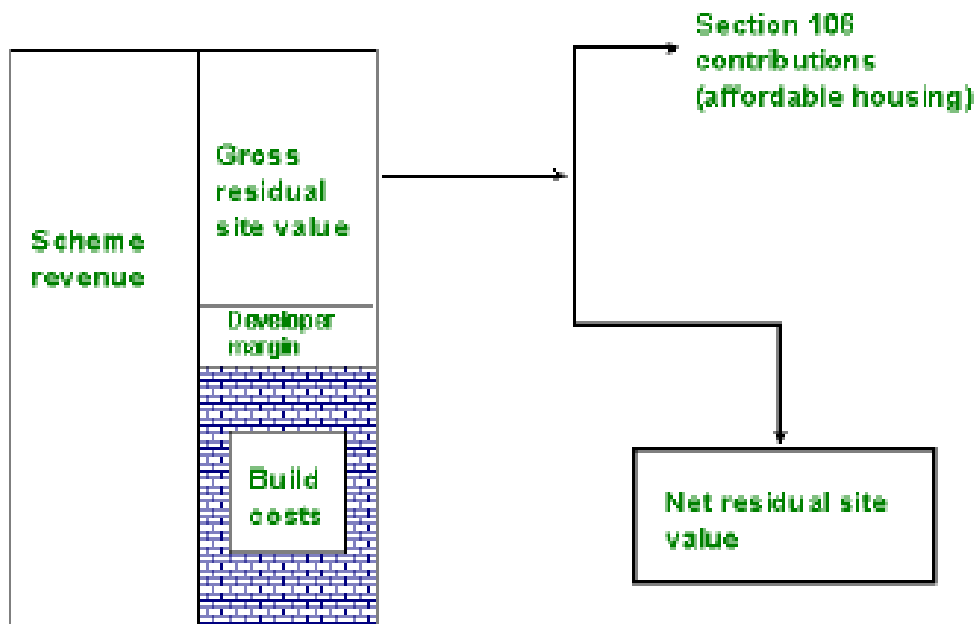 Section 106
contributions
(affordable housing)
Gross
residual
site value
Scheme
revenue
Developer
margin
Build
costs
Net residual site
value